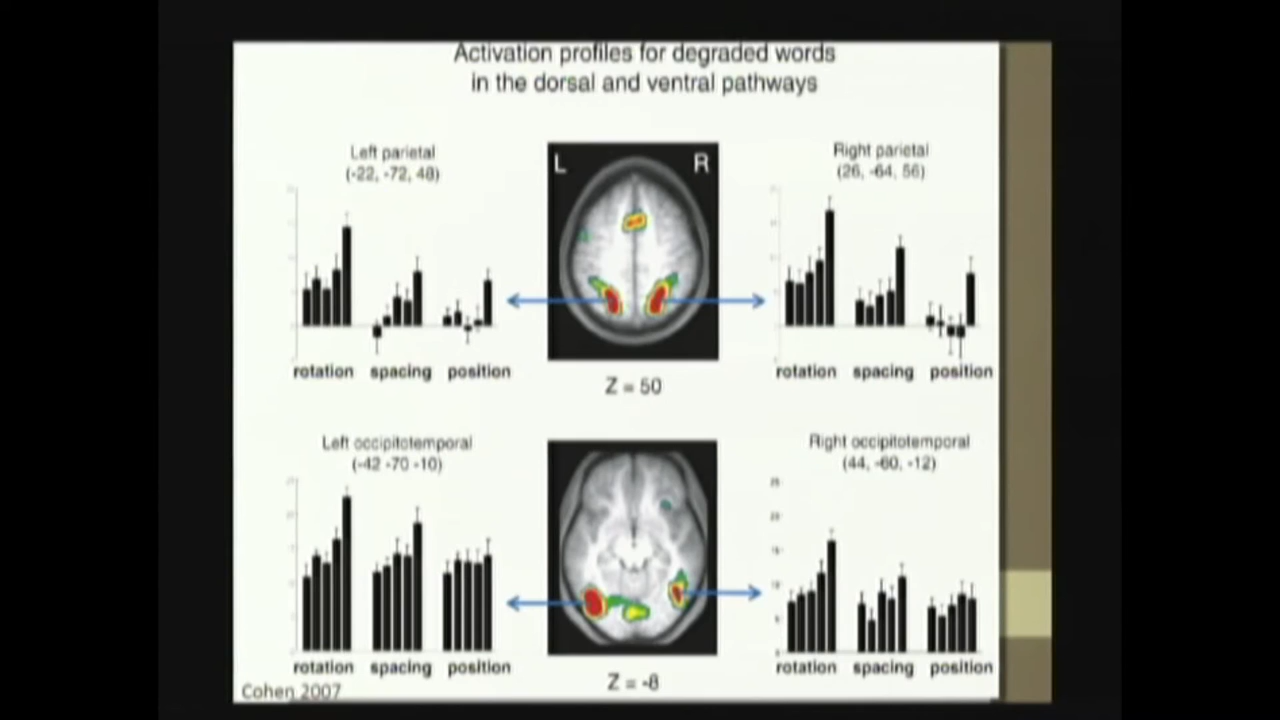 Activation profiles for degraded words
in the dorsal and ventral pathways
Left parietal
(-22, -72, 48)
L
R
Right parietal
(26, -64, 56)
rotation spacing position
Z = 50
rotation spacing position
Left occipitotemporal
(-42 -70 -10)
Right occipitotemporal
(44, -60, -12)
rotation spacing position
Z = -8
rotation spacing position
Cohen 2007